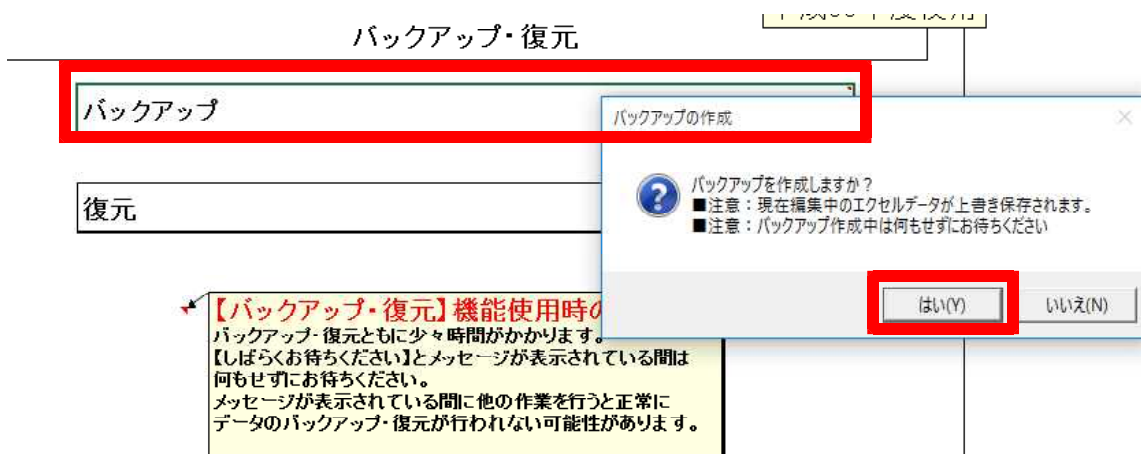 バックアップ・復元
バックアップ
バックアップの作成
バックアップを作成しますか？
■注意：現在編集中のエクセルデータが上書き保存されます。
■注意：バックアップ作成中は何もせずにお待ちください
復元
はい(Y)
いいえ(N)
【バックアップ・復元】機能使用時の
バックアップ・復元ともに少々時間がかかります。
【しばらくお待ちください】とメッセージが表示されている間は
何もせずにお待ちください。
メッセージが表示されている間に他の作業を行うと正常に
データのバックアップ・復元が行われない可能性があります。